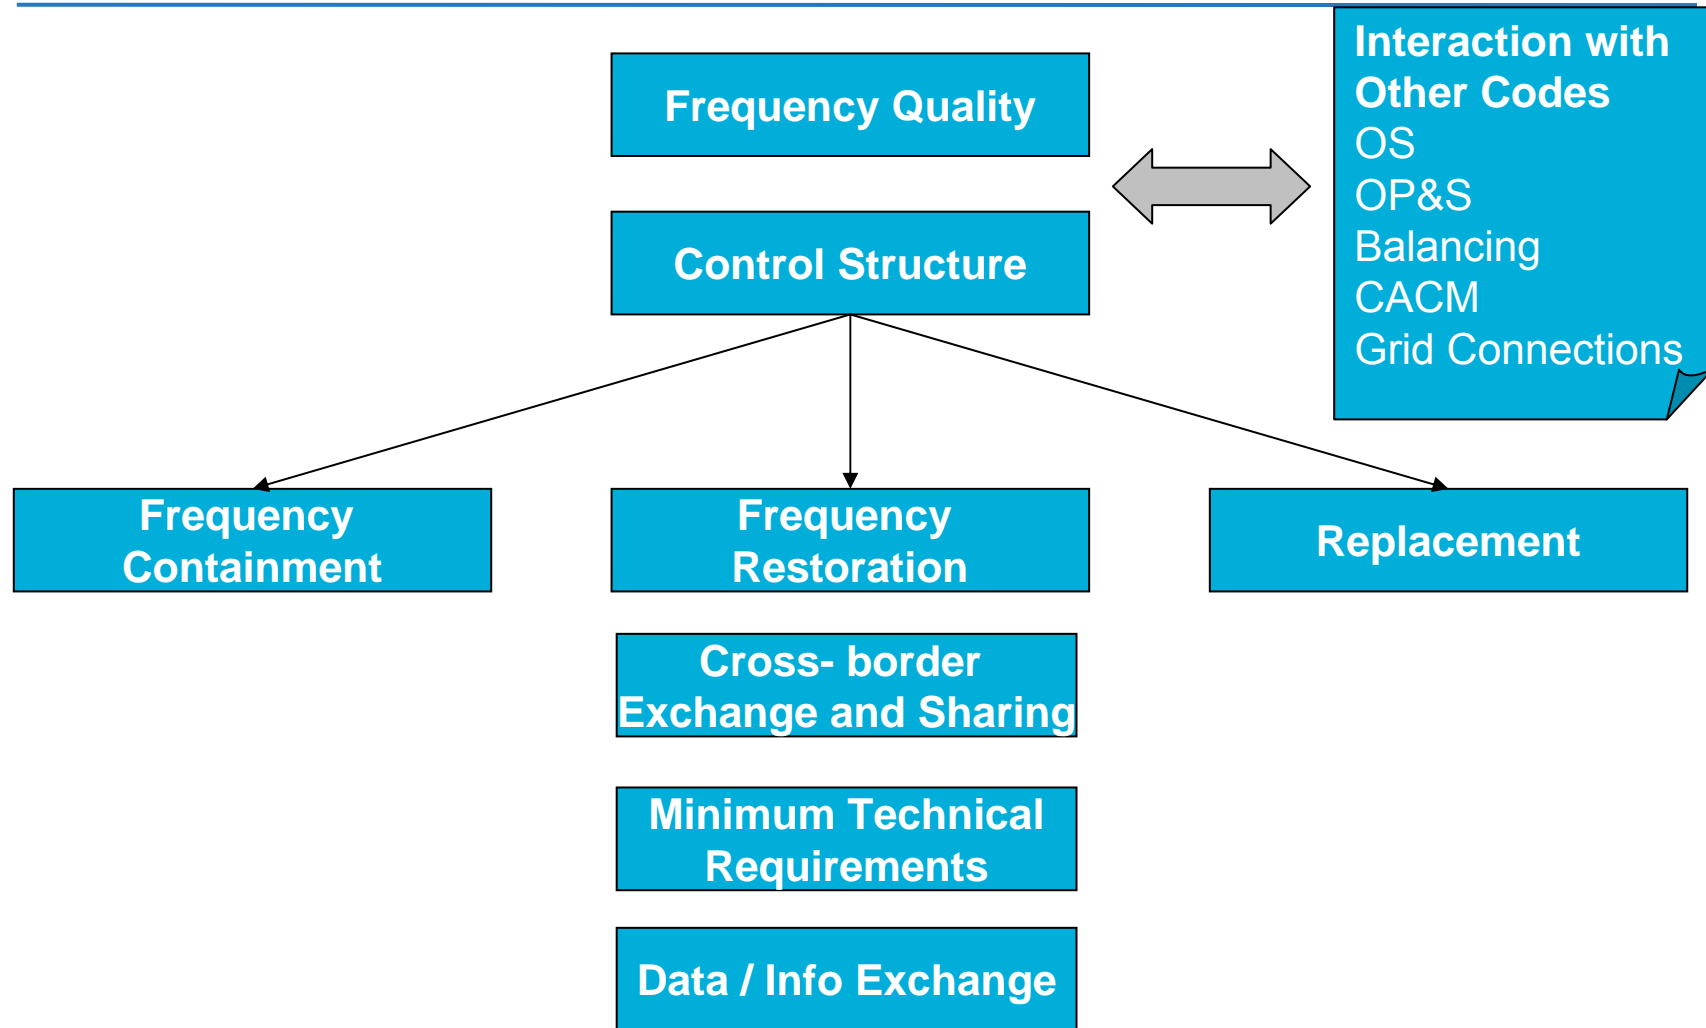 Frequency Quality
Control Structure
Interaction with
Other Codes
OS
OP&S
Balancing
CACM
Grid Connections
Frequency
Containment
Frequency
Restoration
Replacement
Cross- border
Exchange and Sharing
Minimum Technical
Requirements
Data / Info Exchange